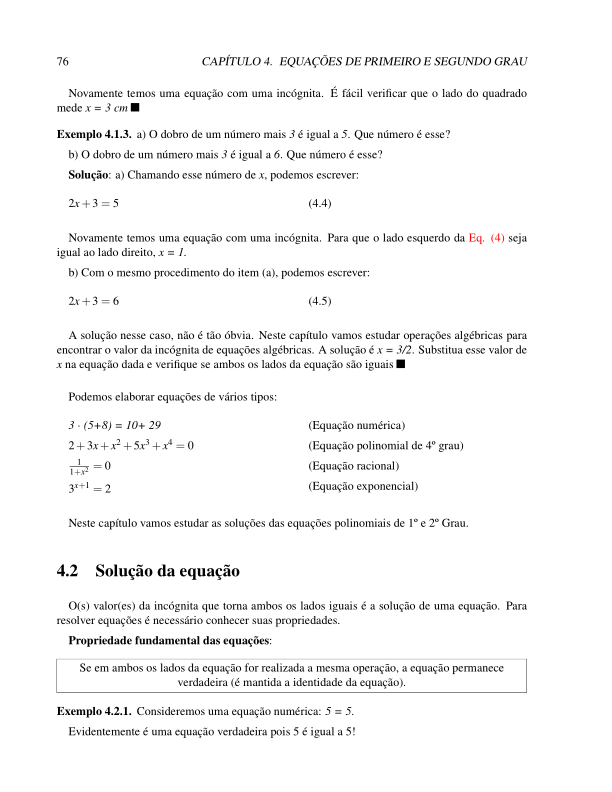 76 CAPÍTULO 4. EQUAÇÕES DE PRIMEIRO E SEGUNDO GRAU
Novamente temos uma equação com uma incógnita. É fácil verificar que o lado do quadrado
mede x = 3 cm ■
Exemplo 4.1.3. a) O dobro de um número mais 3 é igual a 5. Que número é esse?
b) O dobro de um número mais 3 é igual a 6. Que número é esse?
Solução: a) Chamando esse número de x, podemos escrever:
2x + 3 = 5 (4.4)
Novamente temos uma equação com uma incógnita. Para que o lado esquerdo da Eq. (4) seja
igual ao lado direito, x = 1.
b) Com o mesmo procedimento do item (a), podemos escrever:
2x + 3 = 6 (4.5)
A solução nesse caso, não é tão óbvia. Neste capítulo vamos estudar operações algébricas para
encontrar o valor da incógnita de equações algébricas. A solução é x = 3/2. Substitua esse valor de
x na equação dada e verifique se ambos os lados da equação são iguais ■
Podemos elaborar equações de vários tipos:
3 · (5+8) = 10+ 29 (Equação numérica)
2 + 3x + x² + 5x³ + x⁴ = 0 (Equação polinomial de 4º grau)
1/(1+x²) = 0 (Equação racional)
3ˣ⁺¹ = 2 (Equação exponencial)
Neste capítulo vamos estudar as soluções das equações polinomiais de 1º e 2º Grau.
4.2 Solução da equação
O(s) valor(es) da incógnita que torna ambos os lados iguais é a solução de uma equação. Para
resolver equações é necessário conhecer suas propriedades.
Propriedade fundamental das equações:
Se em ambos os lados da equação for realizada a mesma operação, a equação permanece
verdadeira (é mantida a identidade da equação).
Exemplo 4.2.1. Consideremos uma equação numérica: 5 = 5.
Evidentemente é uma equação verdadeira pois 5 é igual a 5!